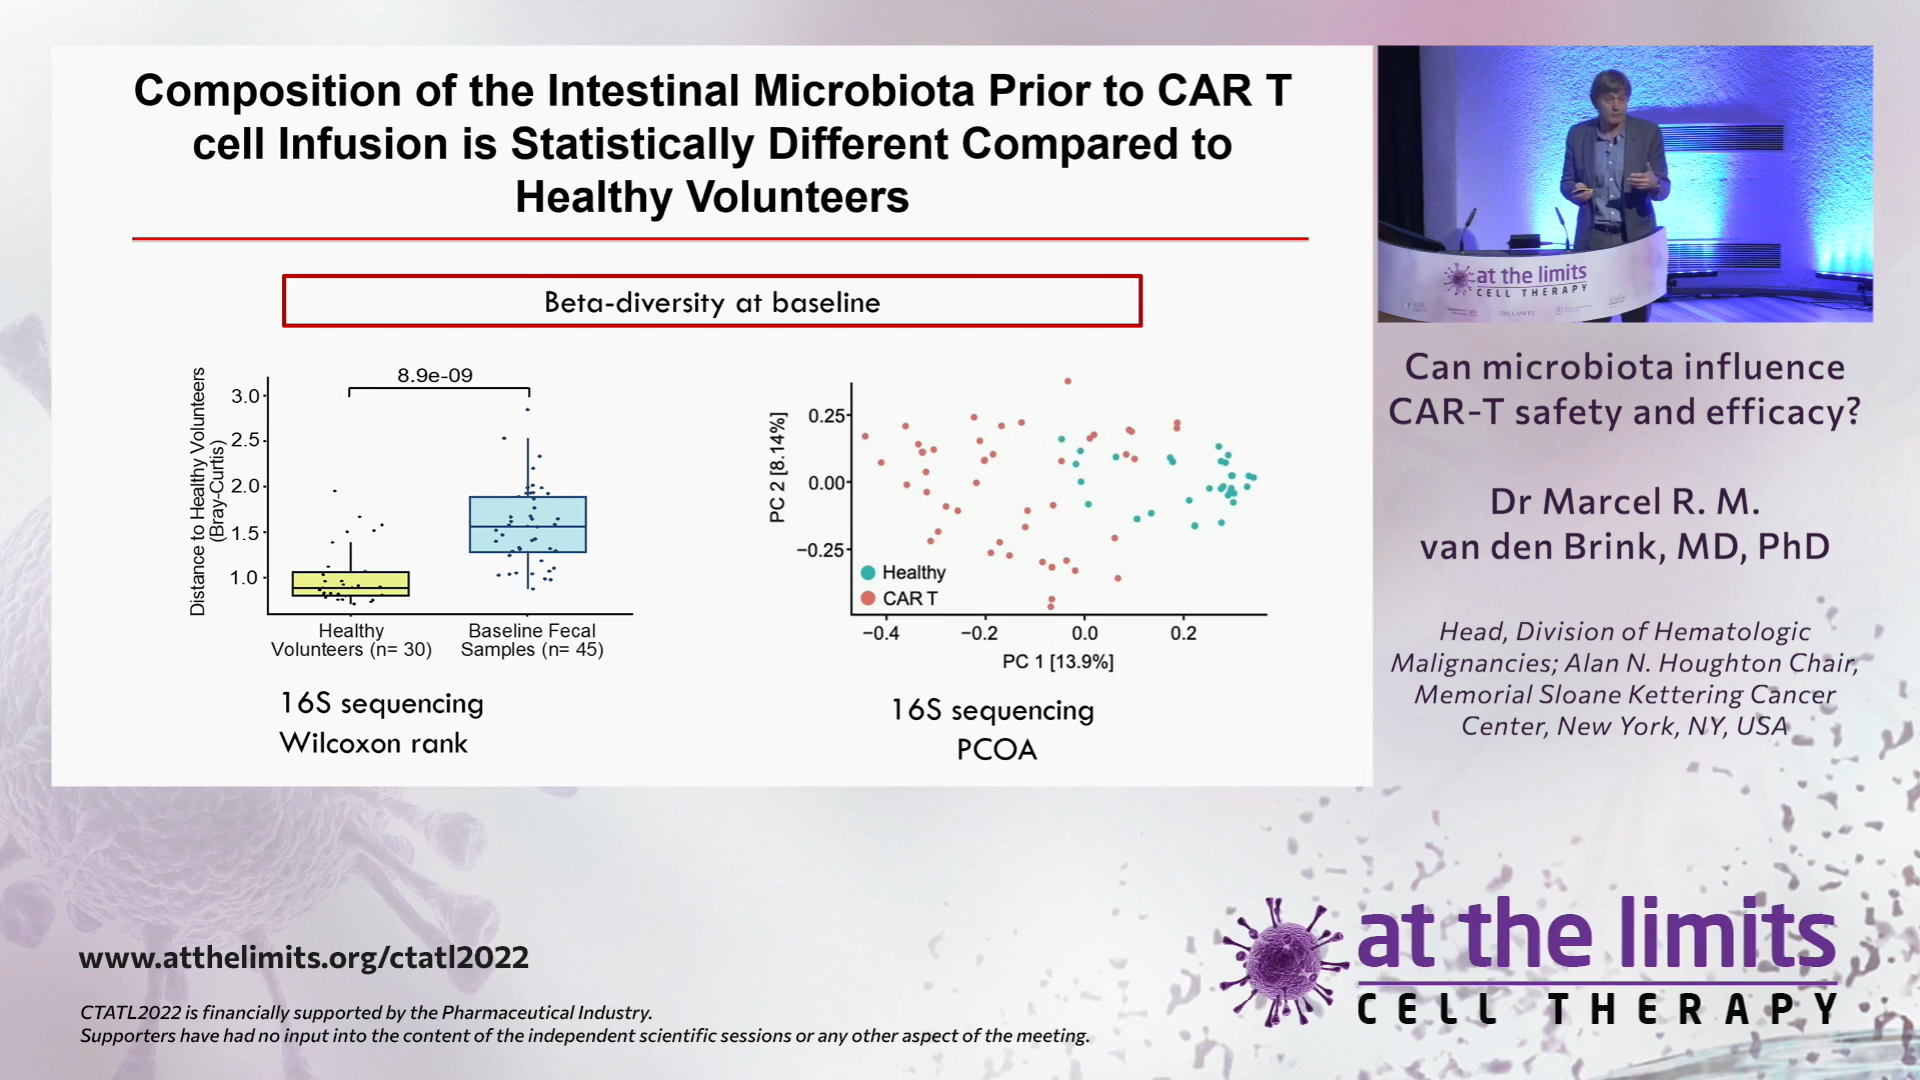 Composition of the Intestinal Microbiota Prior to CAR T
cell Infusion is Statistically Different Compared to
Healthy Volunteers
Beta-diversity at baseline
Distance to Healthy Volunteers
(Bray-Curtis)
8.9e-09
3.0
2.5
2.0
1.5
1.0
Healthy
Volunteers (n= 30)
Baseline Fecal
Samples (n= 45)
16S sequencing
Wilcoxon rank
PC 2 [8.14%]
0.25
0.00
−0.25
Healthy
CAR T
−0.4
−0.2
0.0
0.2
PC 1 [13.9%]
16S sequencing
PCOA
at the limits
CELL THERAPY
THE LANCET
Can microbiota influence
CAR-T safety and efficacy?
Dr Marcel R. M.
van den Brink, MD, PhD
Head, Division of Hematologic
Malignancies; Alan N. Houghton Chair,
Memorial Sloane Kettering Cancer
Center, New York, NY, USA
www.atthelimits.org/ctatl2022
CTATL2022 is financially supported by the Pharmaceutical Industry.
Supporters have had no input into the content of the independent scientific sessions or any other aspect of the meeting.
at the limits
CELL THERAPY